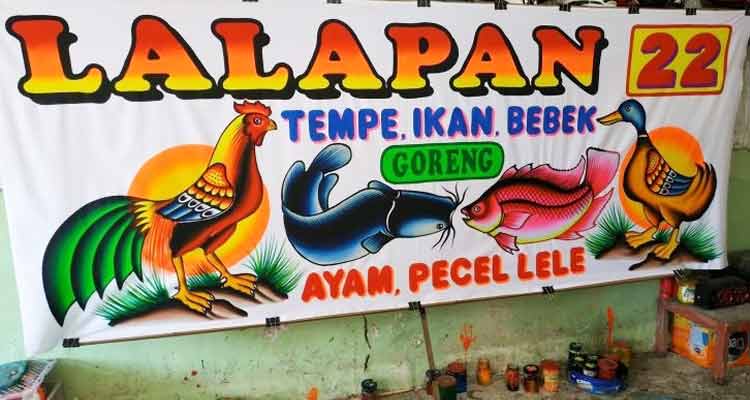 LALAPAN 22
TEMPE, IKAN, BEBEK
GORENG
AYAM, PECEL LELE